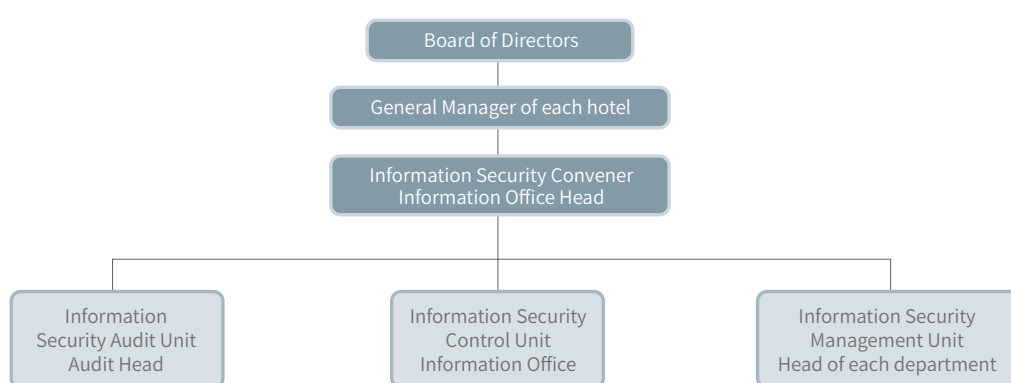 Board of Directors
General Manager of each hotel
Information Security Convener
Information Office Head
Information
Security Audit Unit
Audit Head
Information Security
Control Unit
Information Office
Information Security
Management Unit
Head of each department